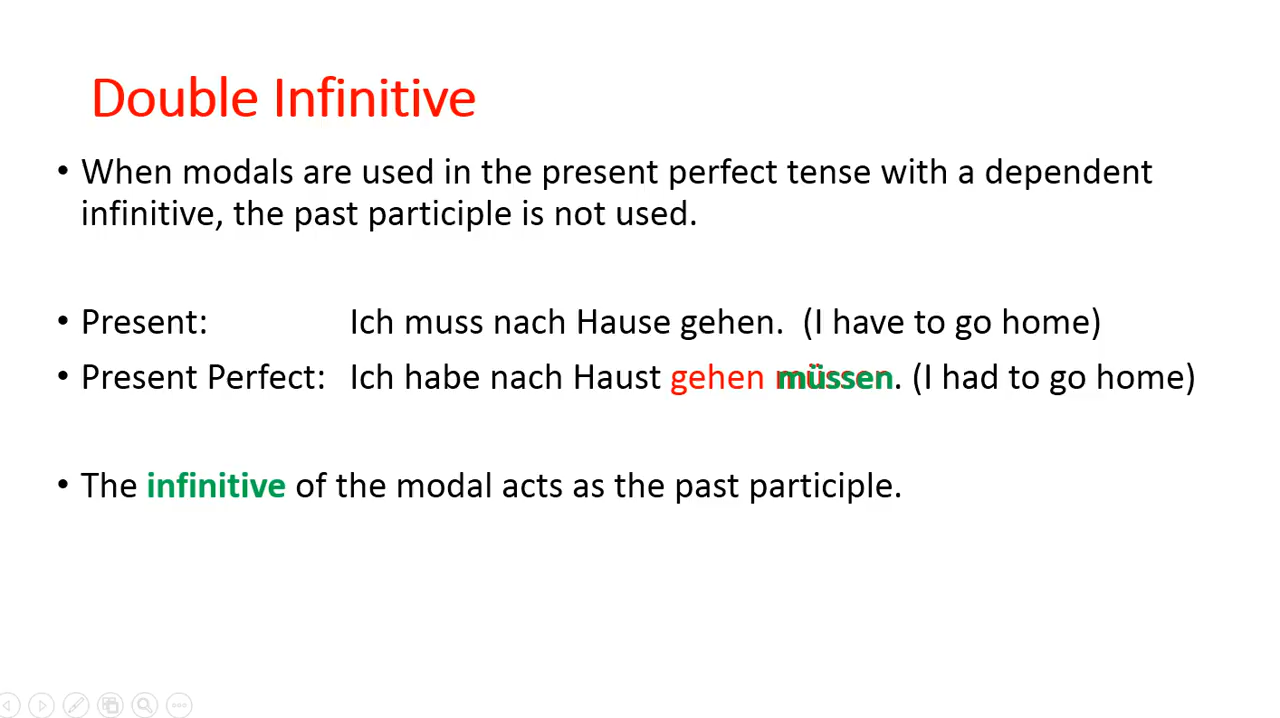 Double Infinitive
• When modals are used in the present perfect tense with a dependent
infinitive, the past participle is not used.
• Present: Ich muss nach Hause gehen. (I have to go home)
• Present Perfect: Ich habe nach Haust gehen müssen. (I had to go home)
• The infinitive of the modal acts as the past participle.